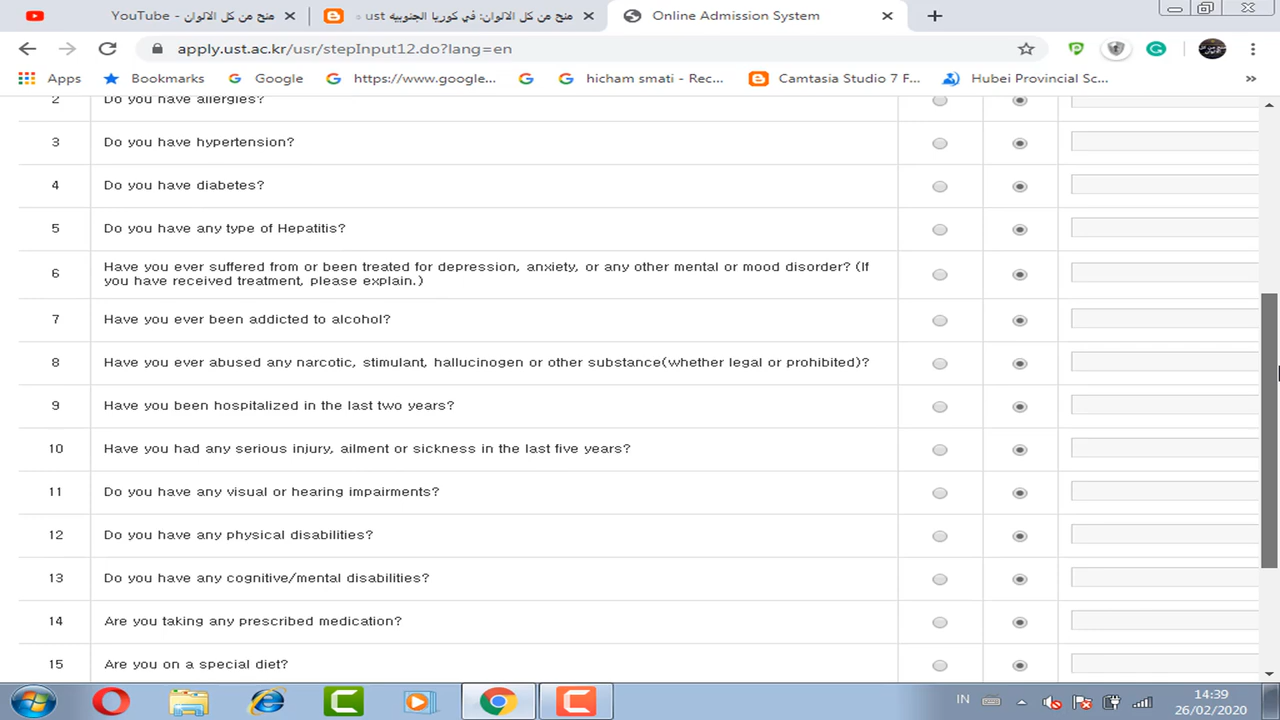 YouTube - منح من كل الالوان
منح من كل الالوان: في كوريا الجنوبيه ust
Online Admission System
apply.ust.ac.kr/usr/stepInput12.do?lang=en
Apps
Bookmarks
Google
https://www.google...
hicham smati - Rec...
Camtasia Studio 7 F...
Hubei Provincial Sc...
»
2 Do you have allergies?
3 Do you have hypertension?
4 Do you have diabetes?
5 Do you have any type of Hepatitis?
6 Have you ever suffered from or been treated for depression, anxiety, or any other mental or mood disorder? (If
you have received treatment, please explain.)
7 Have you ever been addicted to alcohol?
8 Have you ever abused any narcotic, stimulant, hallucinogen or other substance(whether legal or prohibited)?
9 Have you been hospitalized in the last two years?
10 Have you had any serious injury, ailment or sickness in the last five years?
11 Do you have any visual or hearing impairments?
12 Do you have any physical disabilities?
13 Do you have any cognitive/mental disabilities?
14 Are you taking any prescribed medication?
15 Are you on a special diet?
IN
14:39
26/02/2020